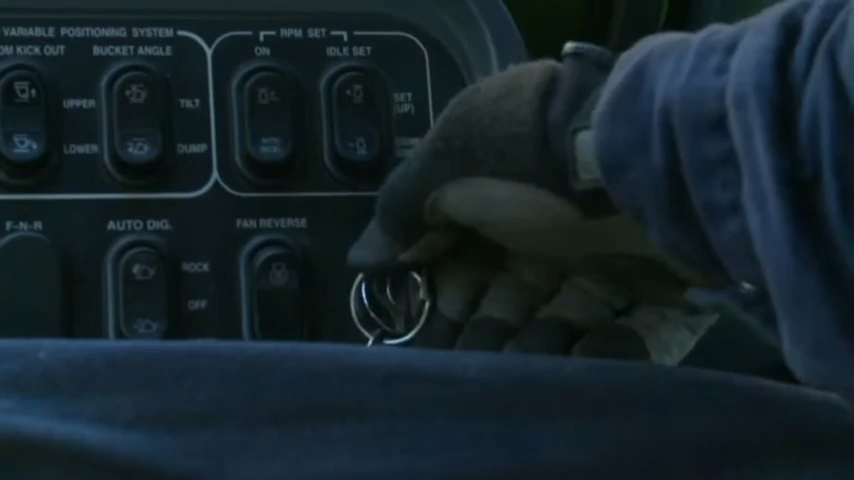 VARIABLE POSITIONING SYSTEM
OM KICK OUT
BUCKET ANGLE
RPM SET
ON
IDLE SET
UPPER
TILT
SET
(UP)
LOWER
DUMP
F-N-R
AUTO DIG.
FAN REVERSE
ROCK
OFF